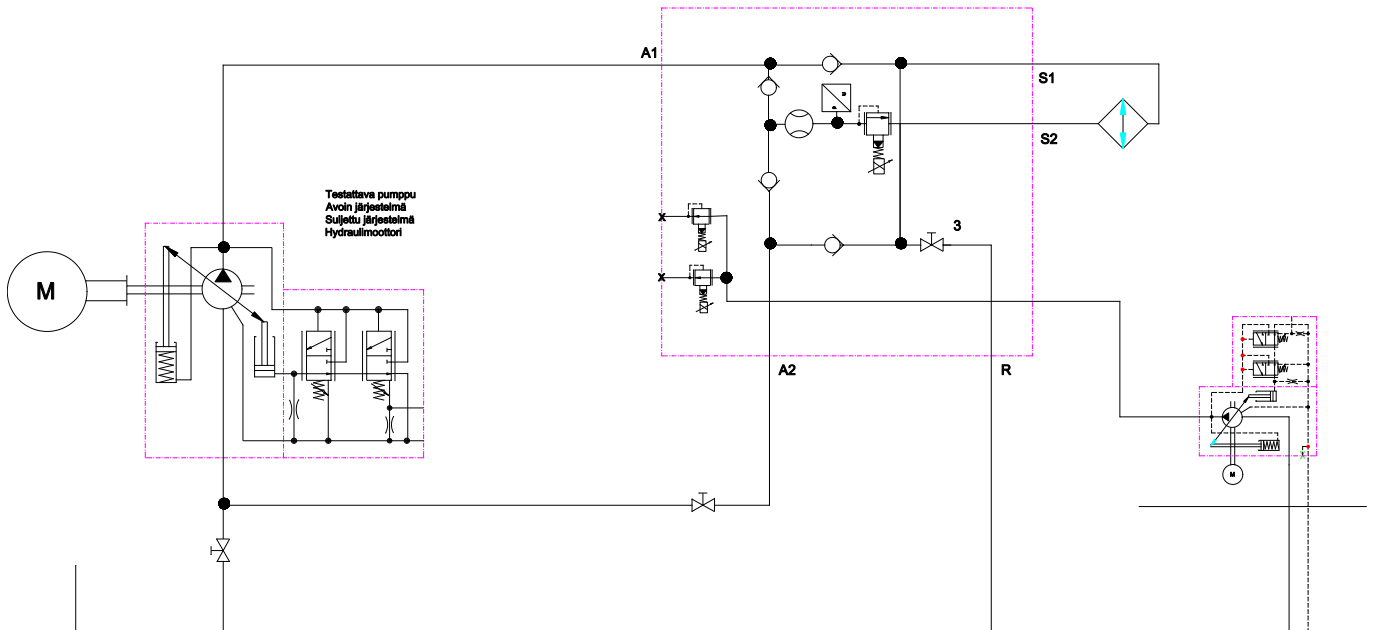 A1
S1
S2
Testattava pumppu
Avoin järjestelmä
Suljettu järjestelmä
Hydraulimoottori
x
3
x
M
A2
R
M